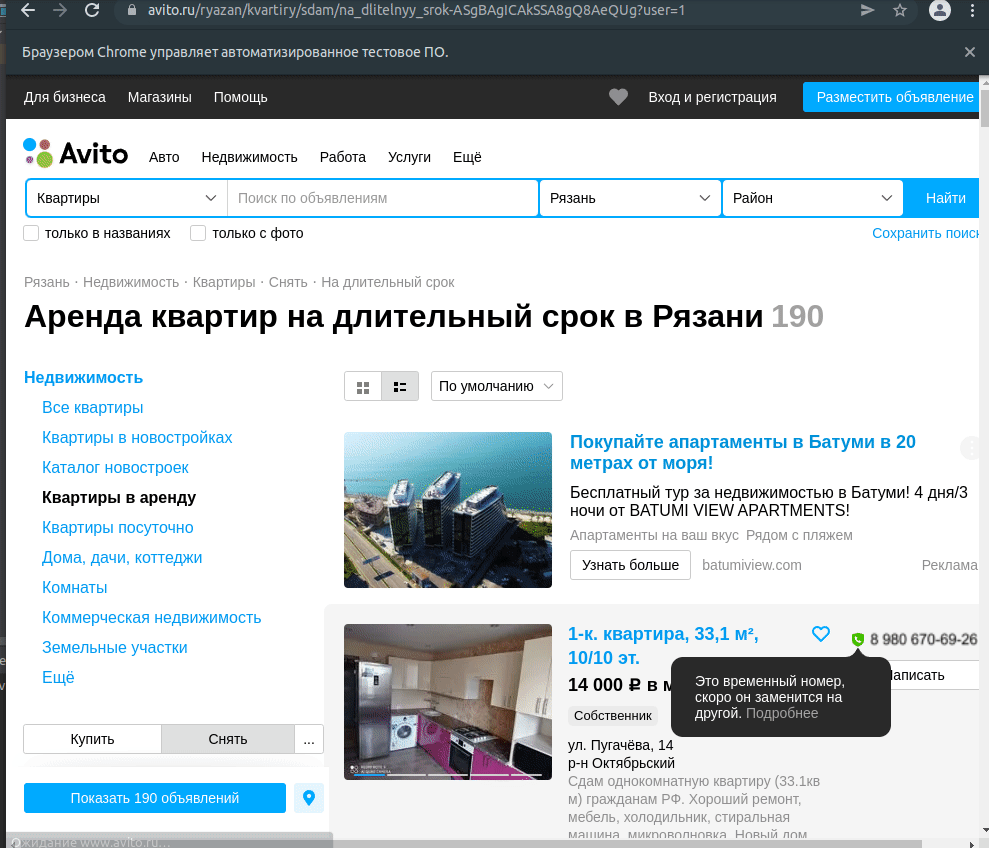 avito.ru/ryazan/kvartiry/sdam/na_dlitelnyy_srok-ASgBAgICAkSSA8gQ8AeQUg?user=1
Браузером Chrome управляет автоматизированное тестовое ПО.
Для бизнеса Магазины Помощь Вход и регистрация Разместить объявление
Avito Авто Недвижимость Работа Услуги Ещё
Квартиры Поиск по объявлениям Рязань Район Найти
только в названиях только с фото Сохранить поиск
Рязань · Недвижимость · Квартиры · Снять · На длительный срок
Аренда квартир на длительный срок в Рязани 190
Недвижимость
Все квартиры
Квартиры в новостройках
Каталог новостроек
Квартиры в аренду
Квартиры посуточно
Дома, дачи, коттеджи
Комнаты
Коммерческая недвижимость
Земельные участки
Ещё
Купить Снять ...
Показать 190 объявлений
По умолчанию
Покупайте апартаменты в Батуми в 20
метрах от моря!
Бесплатный тур за недвижимостью в Батуми! 4 дня/3
ночи от BATUMI VIEW APARTMENTS!
Апартаменты на ваш вкус Рядом с пляжем
Узнать больше batumiview.com Реклама
1-к. квартира, 33,1 м²,
10/10 эт.
14 000 ₽ в м
Собственник
ул. Пугачёва, 14
р-н Октябрьский
Сдам однокомнатную квартиру (33.1кв
м) гражданам РФ. Хороший ремонт,
мебель, холодильник, стиральная
машина, микроволновка. Новый дом
8 980 670-69-26
Написать
Это временный номер,
скоро он заменится на
другой. Подробнее
Ожидание www.avito.ru...